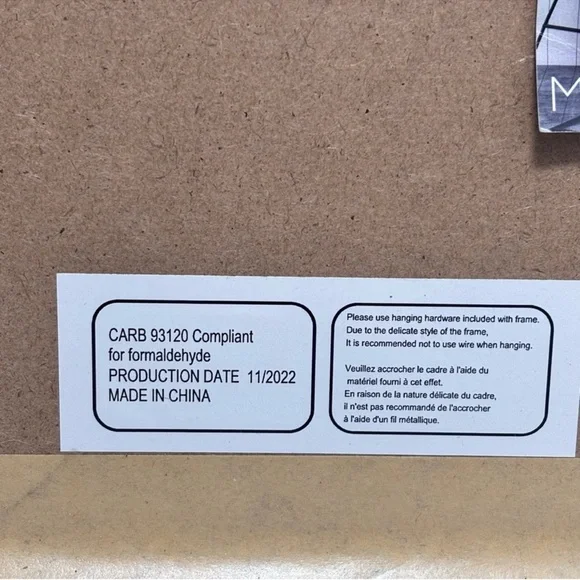 M
CARB 93120 Compliant
for formaldehyde
PRODUCTION DATE 11/2022
MADE IN CHINA
Please use hanging hardware included with frame.
Due to the delicate style of the frame,
It is recommended not to use wire when hanging.
Veuillez accrocher le cadre à l'aide du
matériel fourni à cet effet.
En raison de la nature délicate du cadre,
il n'est pas recommandé de l'accrocher
à l'aide d'un fil métallique.